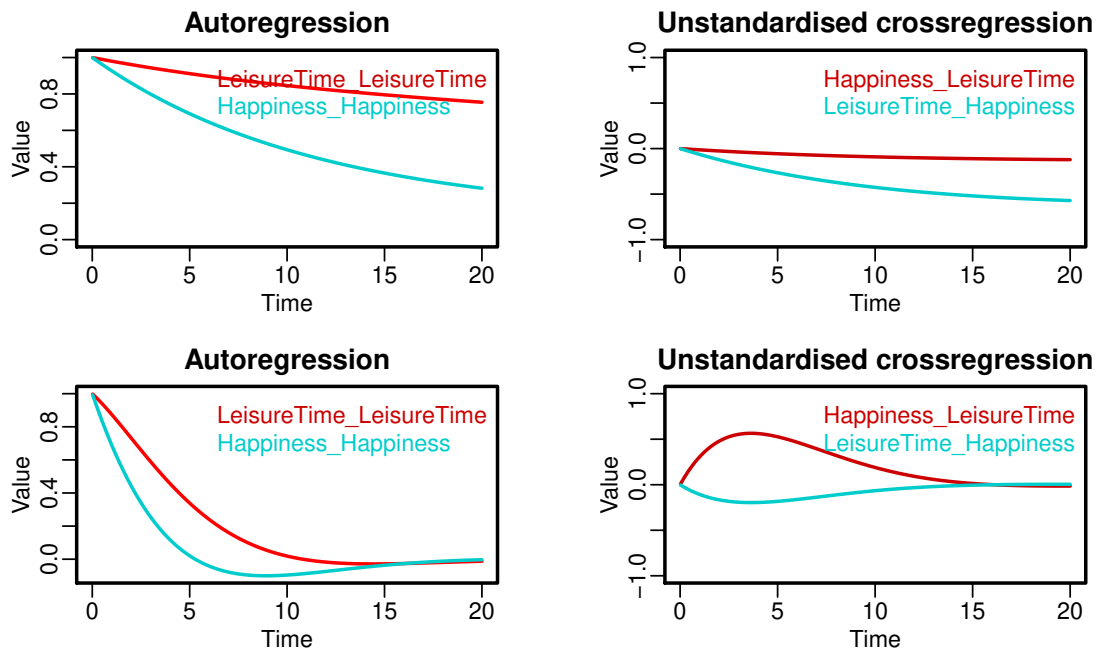 Autoregression
LeisureTime_LeisureTime
Happiness_Happiness
Value
0.0 0.4 0.8
0 5 10 15 20
Time
Unstandardised crossregression
Happiness_LeisureTime
LeisureTime_Happiness
Value
−1.0 0.0 1.0
0 5 10 15 20
Time
Autoregression
LeisureTime_LeisureTime
Happiness_Happiness
Value
0.0 0.4 0.8
0 5 10 15 20
Time
Unstandardised crossregression
Happiness_LeisureTime
LeisureTime_Happiness
Value
−1.0 0.0 1.0
0 5 10 15 20
Time